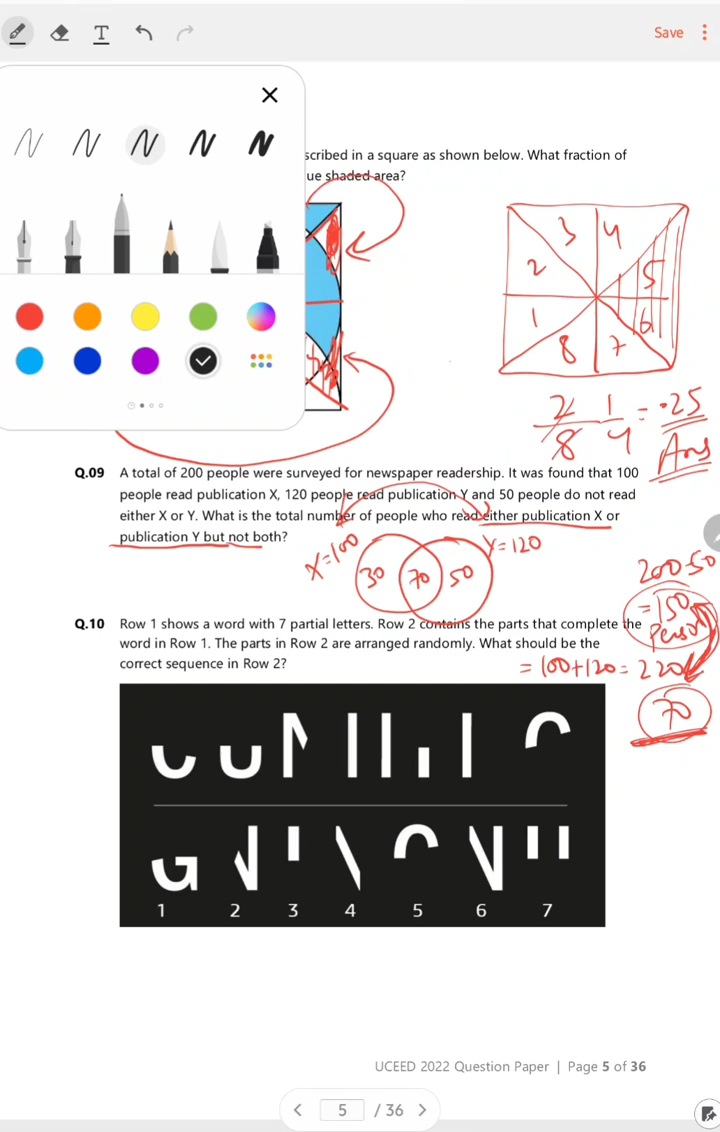 T
Save
scribed in a square as shown below. What fraction of
ue shaded area?
3 4
2 5
1 6
8 7
2/8 1/4 = .25
Ans
Q.09 A total of 200 people were surveyed for newspaper readership. It was found that 100
people read publication X, 120 people read publication Y and 50 people do not read
either X or Y. What is the total number of people who read either publication X or
publication Y but not both?
X=100
Y=120
30 70 50
200-50
=150
Person
Q.10 Row 1 shows a word with 7 partial letters. Row 2 contains the parts that complete the
word in Row 1. The parts in Row 2 are arranged randomly. What should be the
correct sequence in Row 2?
= 100+120 = 220
70
1 2 3 4 5 6 7
UCEED 2022 Question Paper | Page 5 of 36
5 / 36